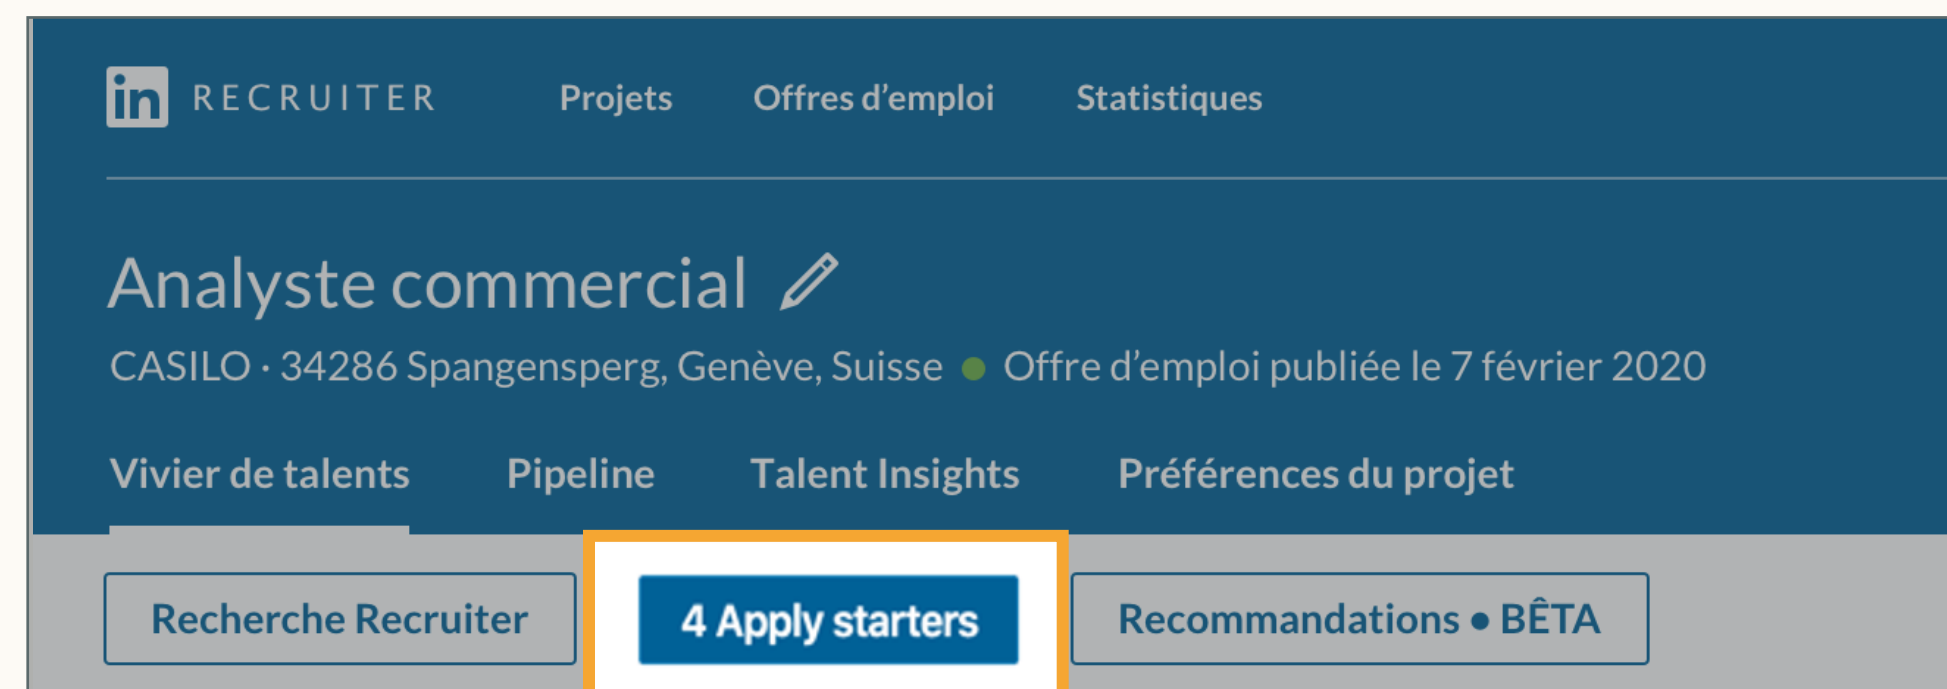 in RECRUITER Projets Offres d’emploi Statistiques
Analyste commercial
CASILO · 34286 Spangensperg, Genève, Suisse ● Offre d’emploi publiée le 7 février 2020
Vivier de talents Pipeline Talent Insights Préférences du projet
Recherche Recruiter 4 Apply starters Recommandations • BÊTA